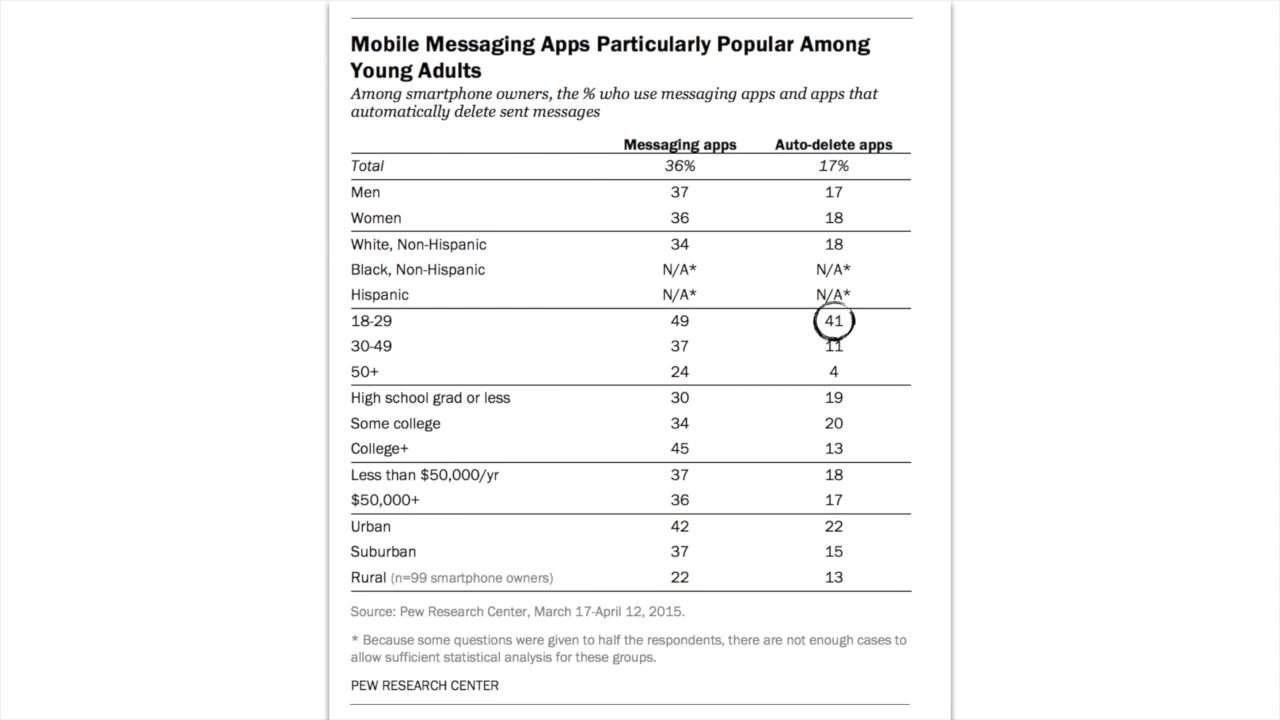 Mobile Messaging Apps Particularly Popular Among
Young Adults
Among smartphone owners, the % who use messaging apps and apps that
automatically delete sent messages
Messaging apps Auto-delete apps
Total 36% 17%
Men 37 17
Women 36 18
White, Non-Hispanic 34 18
Black, Non-Hispanic N/A* N/A*
Hispanic N/A* N/A*
18-29 49 41
30-49 37 11
50+ 24 4
High school grad or less 30 19
Some college 34 20
College+ 45 13
Less than $50,000/yr 37 18
$50,000+ 36 17
Urban 42 22
Suburban 37 15
Rural (n=99 smartphone owners) 22 13
Source: Pew Research Center, March 17-April 12, 2015.
* Because some questions were given to half the respondents, there are not enough cases to
allow sufficient statistical analysis for these groups.
PEW RESEARCH CENTER